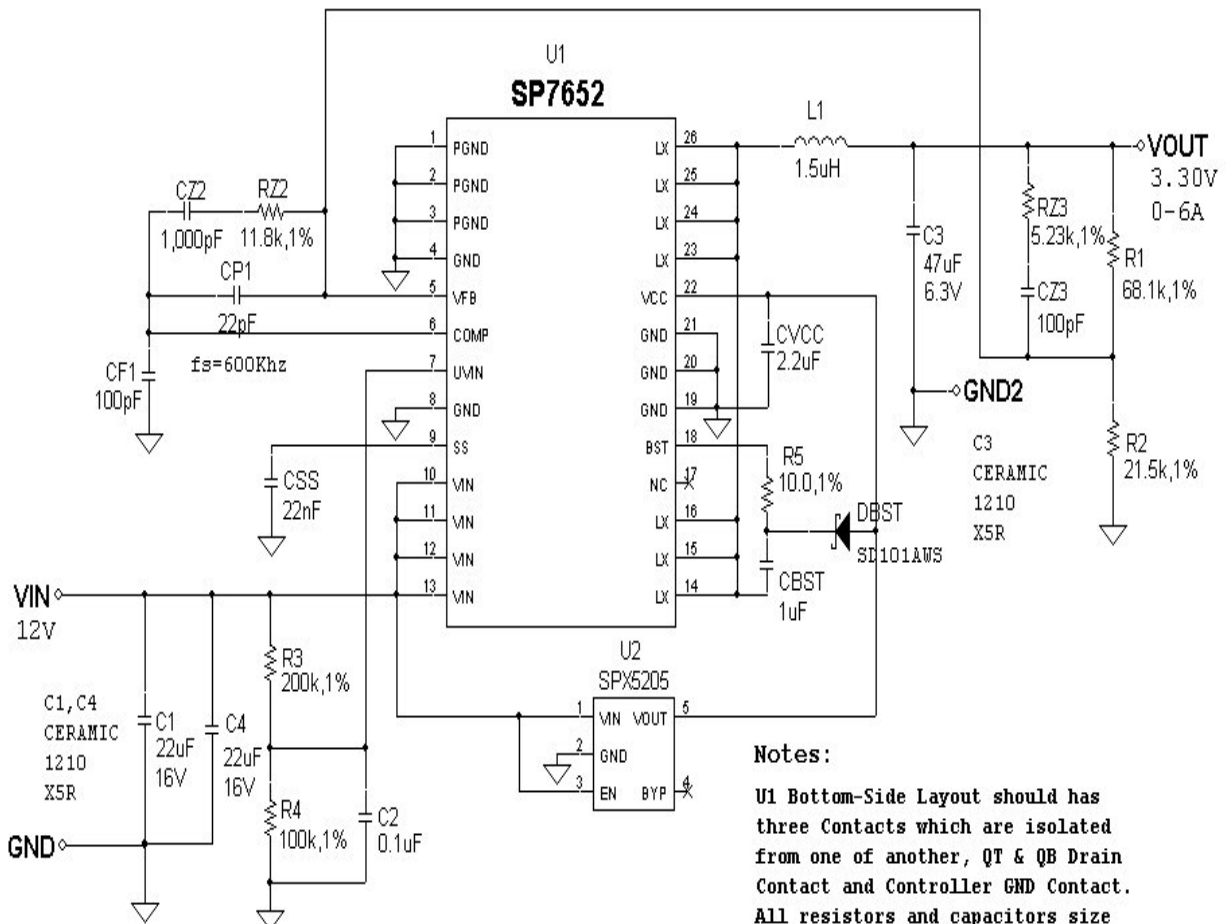 U1
SP7652
1 PGND
2 PGND
3 PGND
4 GND
5 VFB
6 COMP
7 UVIN
8 GND
9 SS
10 VIN
11 VIN
12 VIN
13 VIN
LX 26
LX 25
LX 24
LX 23
VCC 22
GND 21
GND 20
GND 19
BST 18
NC 17
LX 16
LX 15
LX 14
CZ2
1,000pF
RZ2
11.8k,1%
CP1
22pF
CF1
100pF
fs=600Khz
CSS
22nF
L1
1.5uH
VOUT
3.30V
0-6A
RZ3
5.23k,1%
CZ3
100pF
R1
68.1k,1%
C3
47uF
6.3V
GND2
CVCC
2.2uF
R2
21.5k,1%
C3
CERAMIC
1210
X5R
R5
10.0,1%
DBST
SD101AWS
CBST
1uF
VIN
12V
C1,C4
CERAMIC
1210
X5R
C1
22uF
16V
C4
22uF
16V
R3
200k,1%
R4
100k,1%
C2
0.1uF
GND
U2
SPX5205
1 VIN VOUT 5
2 GND
3 EN BYP 4
Notes:
U1 Bottom-Side Layout should has
three Contacts which are isolated
from one of another, QT & QB Drain
Contact and Controller GND Contact.
All resistors and capacitors size